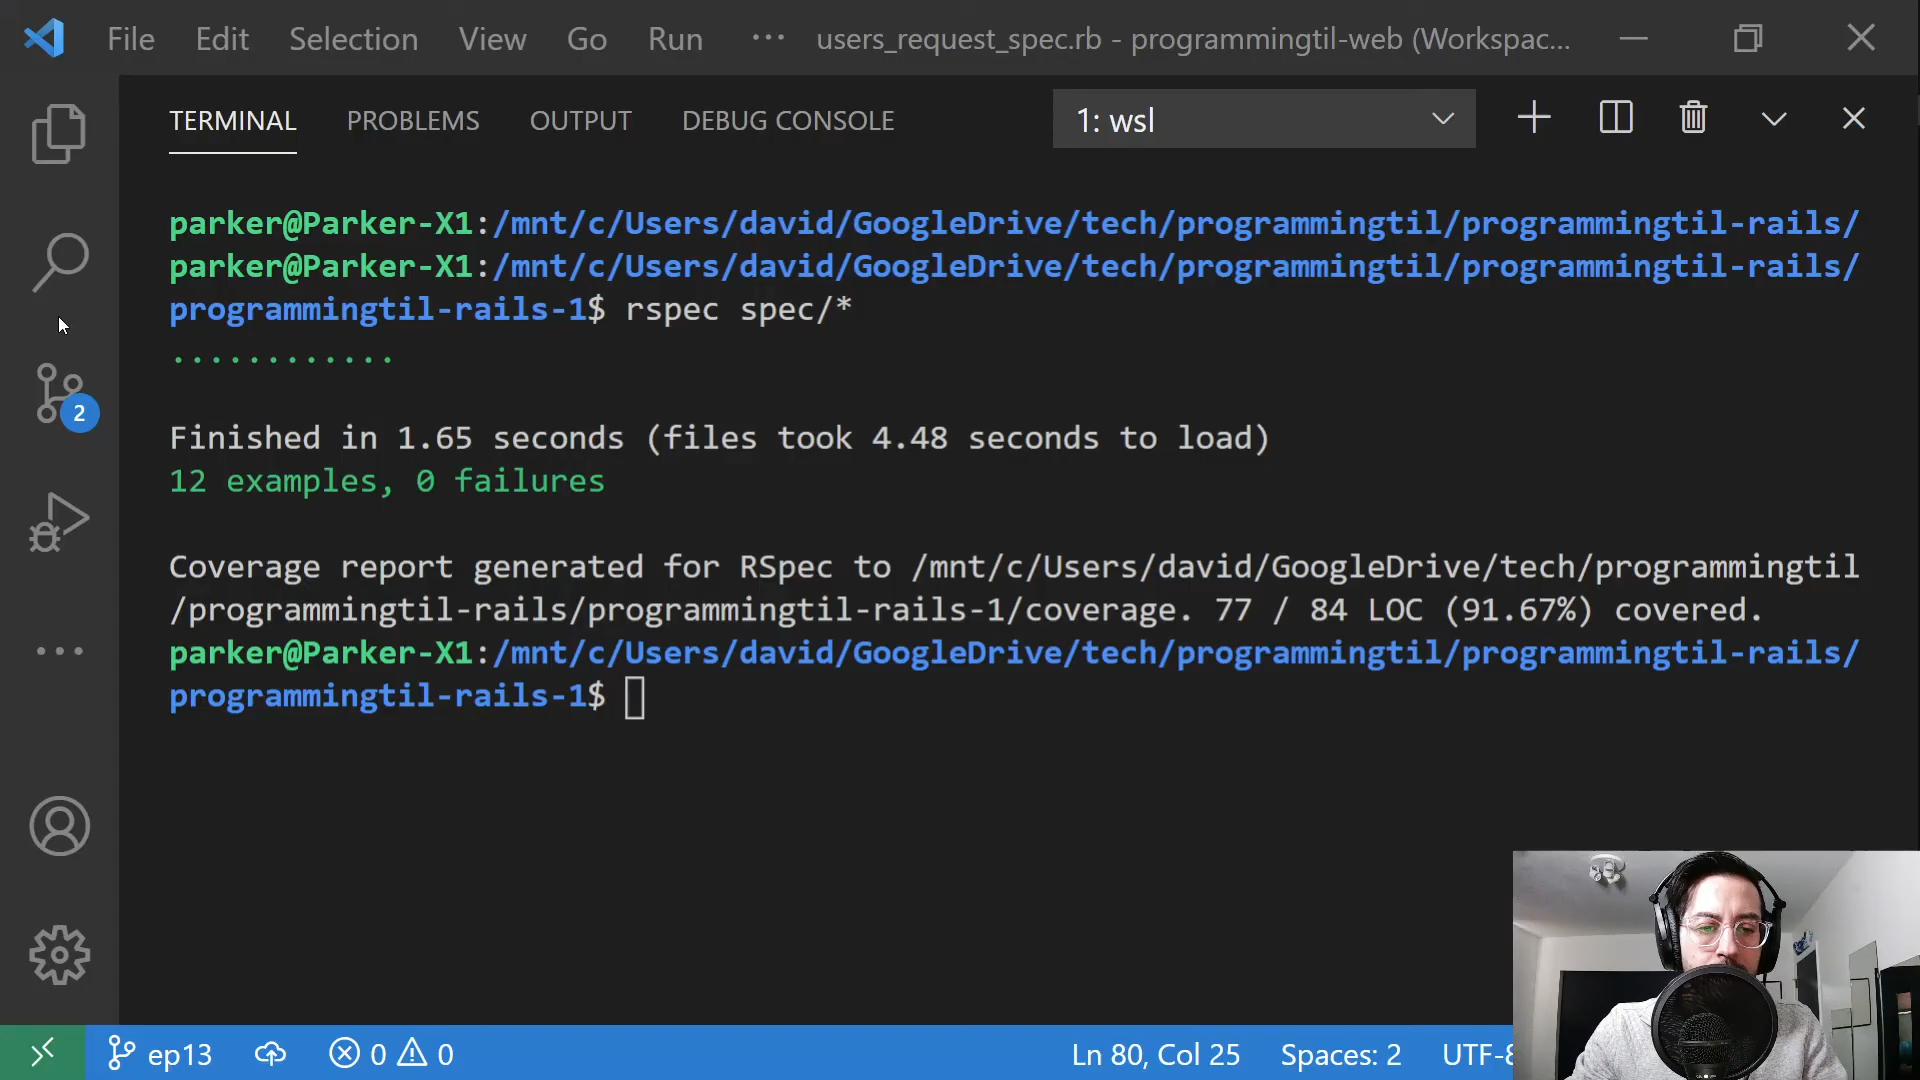 File Edit Selection View Go Run ··· users_request_spec.rb - programmingtil-web (Workspac...
TERMINAL PROBLEMS OUTPUT DEBUG CONSOLE 1: wsl
parker@Parker-X1:/mnt/c/Users/david/GoogleDrive/tech/programmingtil/programmingtil-rails/
parker@Parker-X1:/mnt/c/Users/david/GoogleDrive/tech/programmingtil/programmingtil-rails/
programmingtil-rails-1$ rspec spec/*
............
Finished in 1.65 seconds (files took 4.48 seconds to load)
12 examples, 0 failures
Coverage report generated for RSpec to /mnt/c/Users/david/GoogleDrive/tech/programmingtil
/programmingtil-rails/programmingtil-rails-1/coverage. 77 / 84 LOC (91.67%) covered.
parker@Parker-X1:/mnt/c/Users/david/GoogleDrive/tech/programmingtil/programmingtil-rails/
programmingtil-rails-1$
2
ep13 0 0 Ln 80, Col 25 Spaces: 2 UTF-8